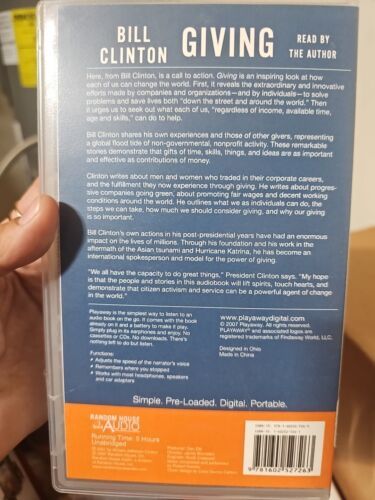 BILL CLINTON GIVING READ BY THE AUTHOR
Here, from Bill Clinton, is a call to action. Giving is an inspiring look at how
each of us can change the world. First, it reveals the extraordinary and innovative
efforts made by companies and organizations—and by individuals—to solve
problems and save lives both "down the street and around the world." Then
it urges us to seek out what each of us, "regardless of income, available time,
age and skills," can do to help.
Bill Clinton shares his own experiences and those of other givers, representing
a global flood tide of non-governmental, nonprofit activity. These remarkable
stories demonstrate that gifts of time, skills, things, and ideas are as important
and effective as contributions of money.
Clinton writes about men and women who traded in their corporate careers,
and the fulfillment they now experience through giving. He writes about progres-
sive companies going green, about promoting fair wages and decent working
conditions around the world. He outlines what we as individuals can do, the
steps we can take, how much we should consider giving, and why our giving
is so important.
Bill Clinton's own actions in his post-presidential years have had an enormous
impact on the lives of millions. Through his foundation and his work in the
aftermath of the Asian tsunami and Hurricane Katrina, he has become an
international spokesperson and model for the power of giving.
"We all have the capacity to do great things," President Clinton says. "My hope
is that the people and stories in this audiobook will lift spirits, touch hearts, and
demonstrate that citizen activism and service can be a powerful agent of change
in the world."
Playaway is the simplest way to listen to an
audio book on the go. It comes with the book
already on it and a battery to make it play.
Simply plug in its earphones and enjoy. No
cassettes or CDs. No downloads. There's
nothing left to do but listen.
Functions:
• Adjusts the speed of the narrator's voice
• Remembers where you stopped
• Works with most headphones, speakers
and car adaptors
www.playawaydigital.com
© 2007 Playaway. All rights reserved.
PLAYAWAY® and associated logos are
registered trademarks of Findaway World, LLC.
Designed in Ohio
Made in China
Simple. Pre-Loaded. Digital. Portable.
RANDOM HOUSE
AUDIO
Running Time: 5 Hours
Unabridged
9781602527263